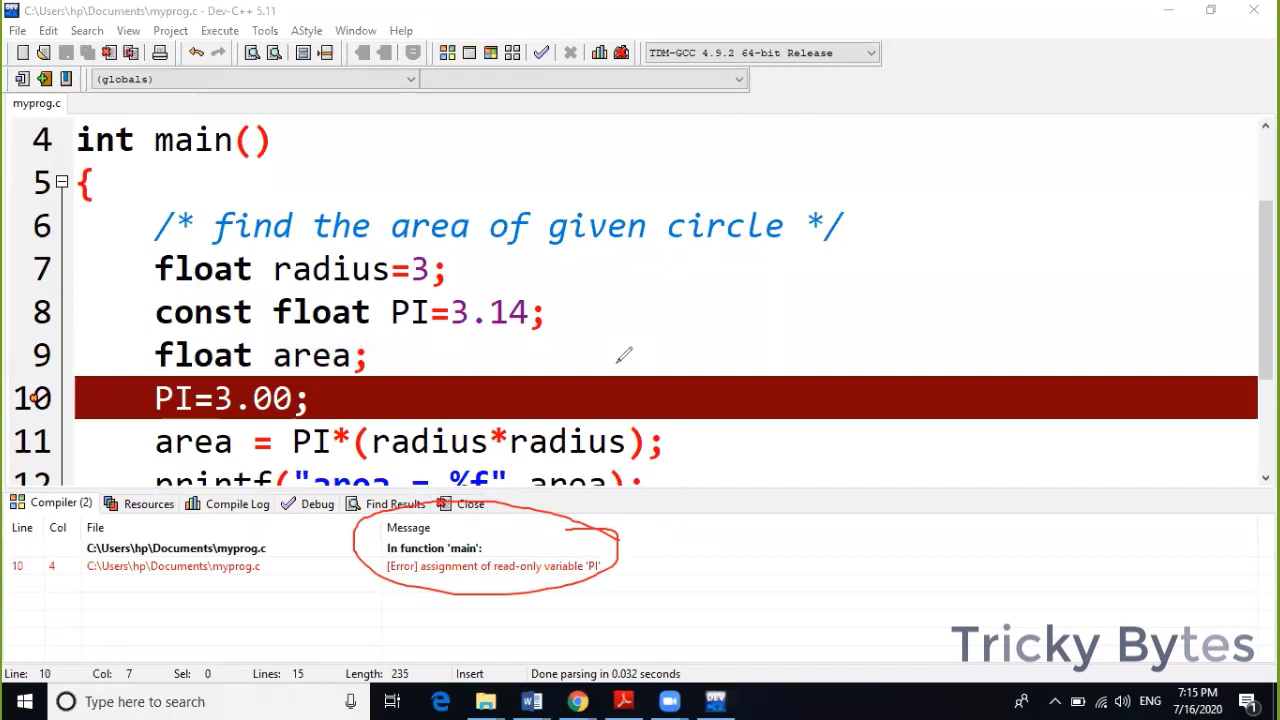 C:\Users\hp\Documents\myprog.c - Dev-C++ 5.11
File Edit Search View Project Execute Tools AStyle Window Help
TDM-GCC 4.9.2 64-bit Release
(globals)
myprog.c
4 int main()
5 {
6 /* find the area of given circle */
7 float radius=3;
8 const float PI=3.14;
9 float area;
10 PI=3.00;
11 area = PI*(radius*radius);
12 printf("area = %f" area);
Compiler (2) Resources Compile Log Debug Find Results Close
Line Col File Message
C:\Users\hp\Documents\myprog.c In function 'main':
10 4 C:\Users\hp\Documents\myprog.c [Error] assignment of read-only variable 'PI'
Tricky Bytes
Line: 10 Col: 7 Sel: 0 Lines: 15 Length: 235 Insert Done parsing in 0.032 seconds
Type here to search
ENG
7:15 PM
7/16/2020
1
DEV